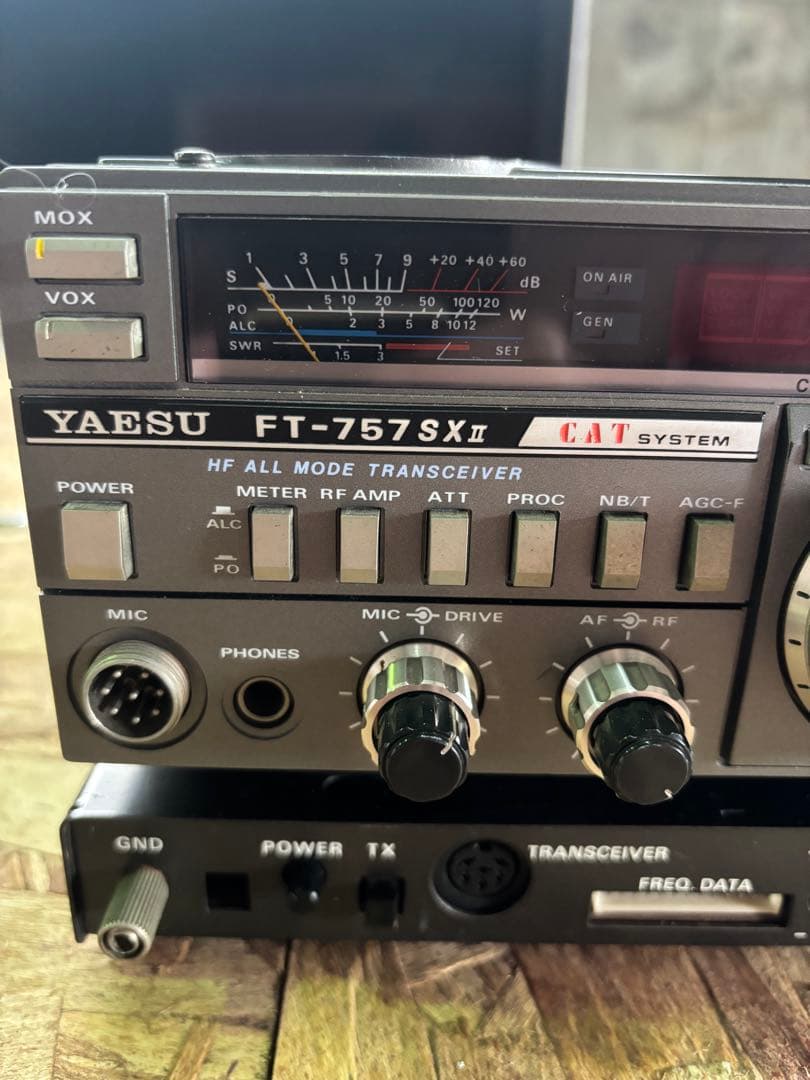 MOX
VOX
1 3 5 7 9 +20 +40 +60
S dB
0 5 10 20 50 100 120
PO W
ALC 0 2 3 5 8 10 12
SWR 1.5 3 SET
ON AIR
GEN
YAESU FT-757SXII CAT SYSTEM
HF ALL MODE TRANSCEIVER
POWER METER RF AMP ATT PROC NB/T AGC-F
ALC
PO
MIC PHONES MIC DRIVE AF RF
GND POWER TX TRANSCEIVER
FREQ. DATA